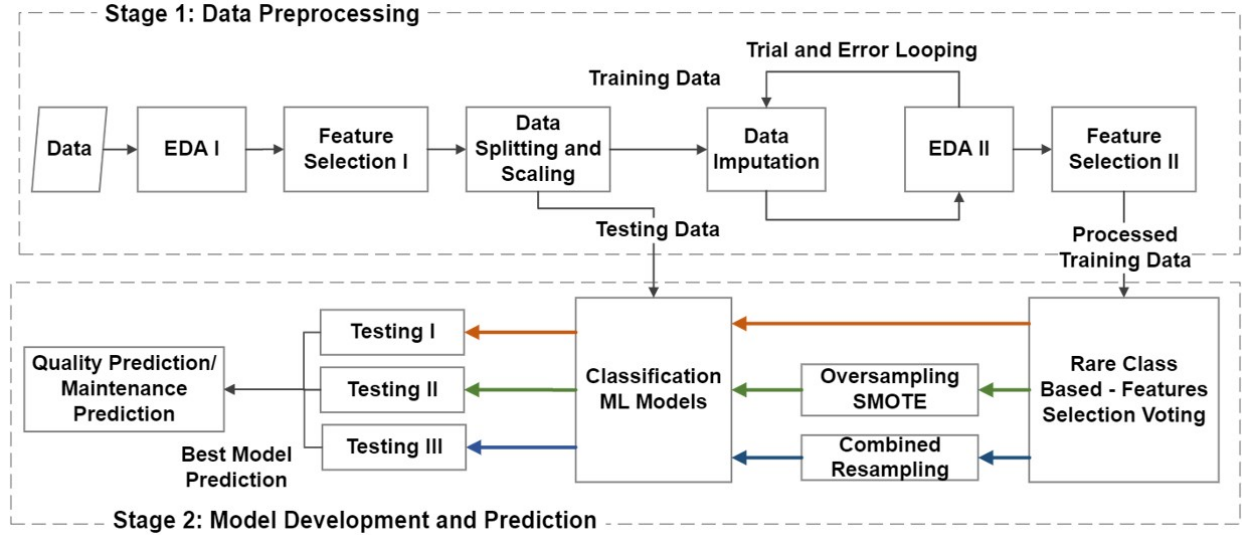 Stage 1: Data Preprocessing
Trial and Error Looping
Training Data
Data
EDA I
Feature
Selection I
Data
Splitting and
Scaling
Data
Imputation
EDA II
Feature
Selection II
Testing Data
Processed
Training Data
Quality Prediction/
Maintenance
Prediction
Testing I
Testing II
Testing III
Best Model
Prediction
Classification
ML Models
Oversampling
SMOTE
Combined
Resampling
Rare Class
Based - Features
Selection Voting
Stage 2: Model Development and Prediction